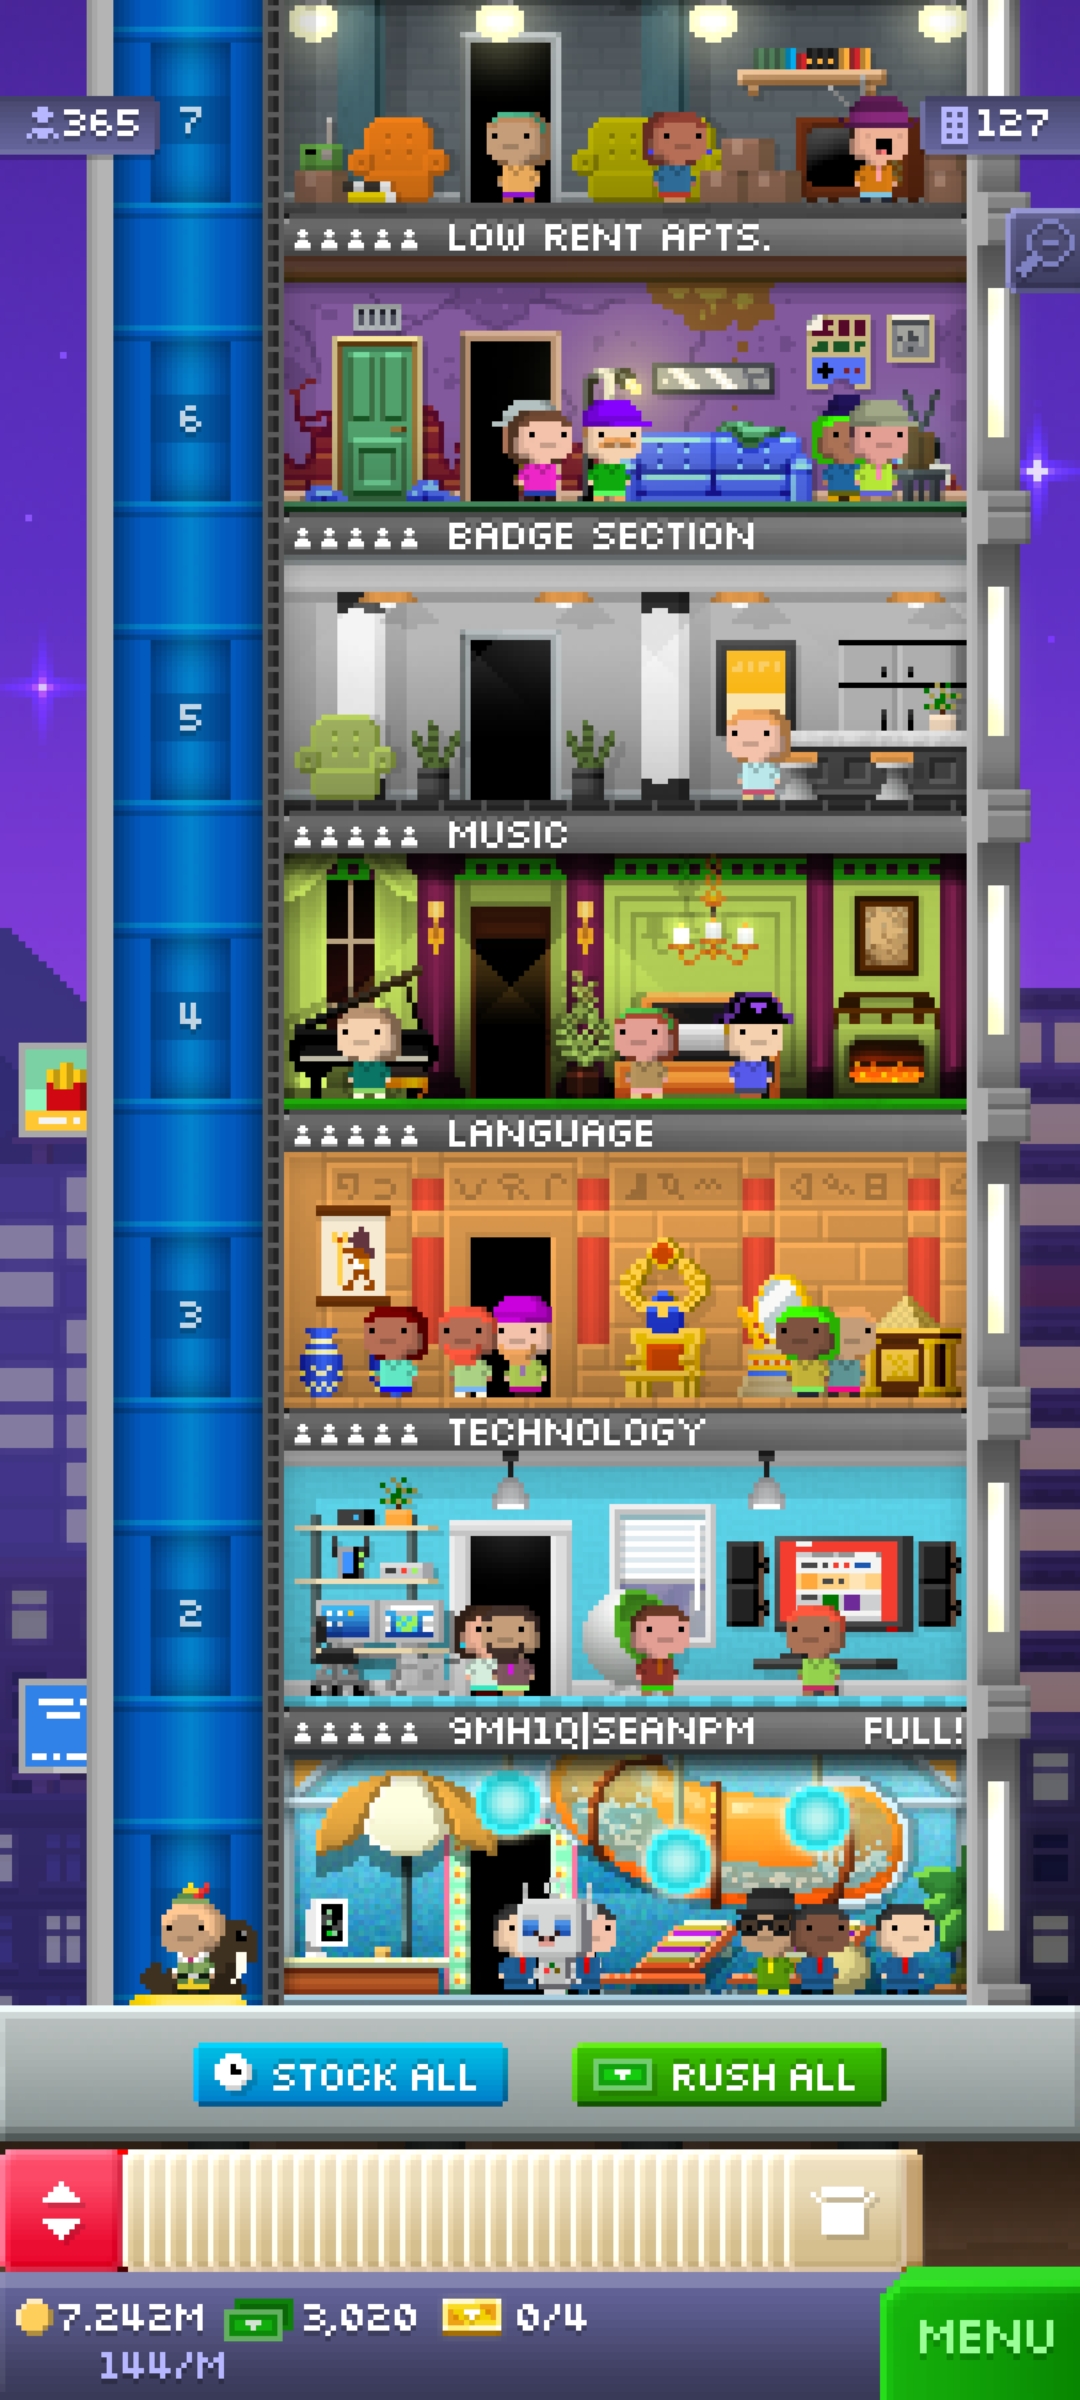 365
7
127
LOW RENT APTS.
6
BADGE SECTION
5
MUSIC
4
LANGUAGE
3
TECHNOLOGY
2
9MH1Q|SEANPM FULL!
STOCK ALL
RUSH ALL
7.242M 3,020 0/4
144/M
MENU